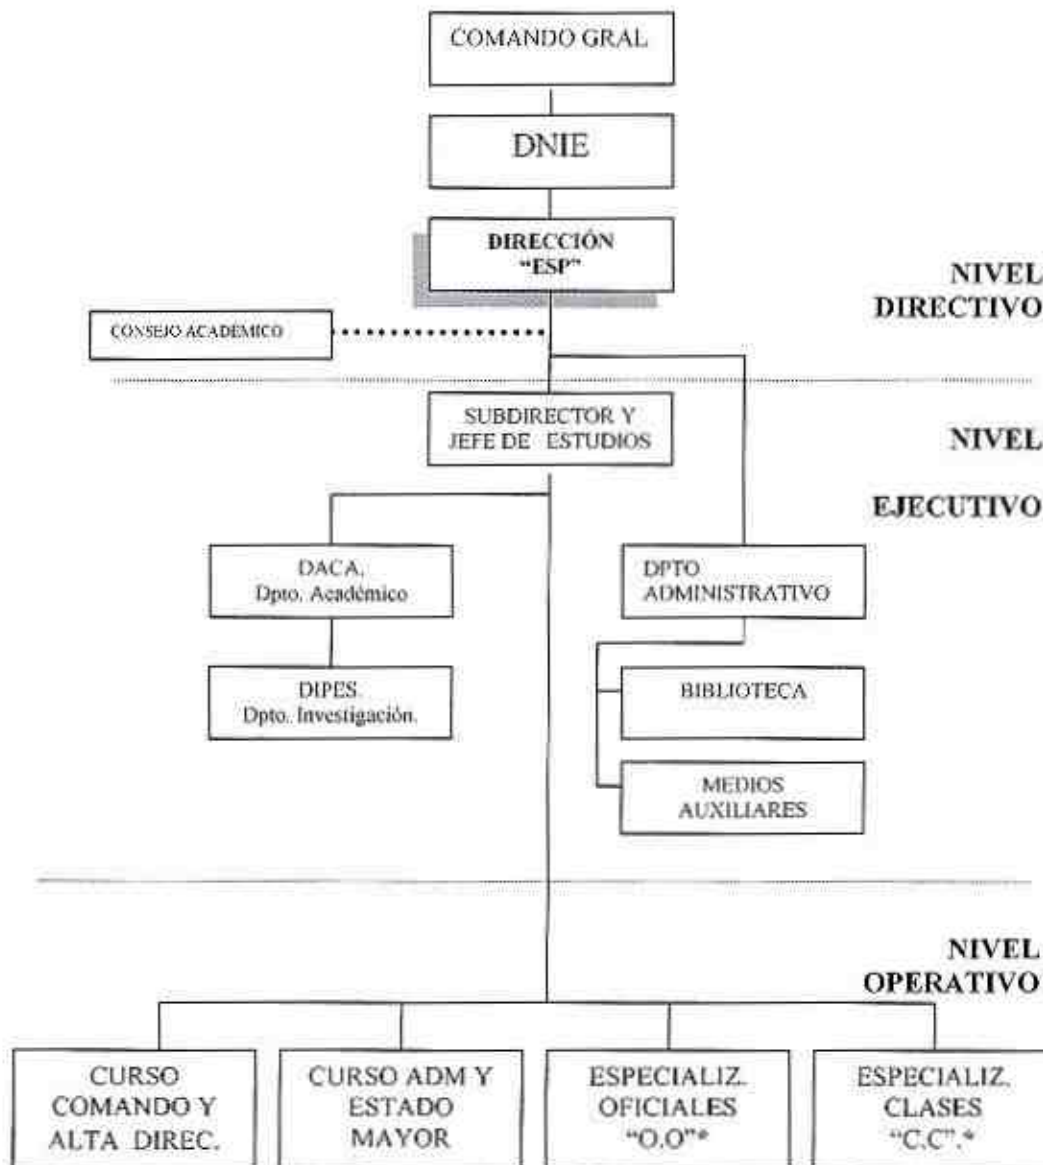 COMANDO GRAL
DNIE
DIRECCIÓN
“ESP”
NIVEL
DIRECTIVO
CONSEJO ACADÉMICO
SUBDIRECTOR Y
JEFE DE ESTUDIOS
NIVEL
EJECUTIVO
DACA.
Dpto. Académico
DPTO
ADMINISTRATIVO
DIPES.
Dpto. Investigación.
BIBLIOTECA
MEDIOS
AUXILIARES
NIVEL
OPERATIVO
CURSO
COMANDO Y
ALTA DIREC.
CURSO ADM Y
ESTADO
MAYOR
ESPECIALIZ.
OFICIALES
“O.O”*
ESPECIALIZ.
CLASES
“C.C”.*